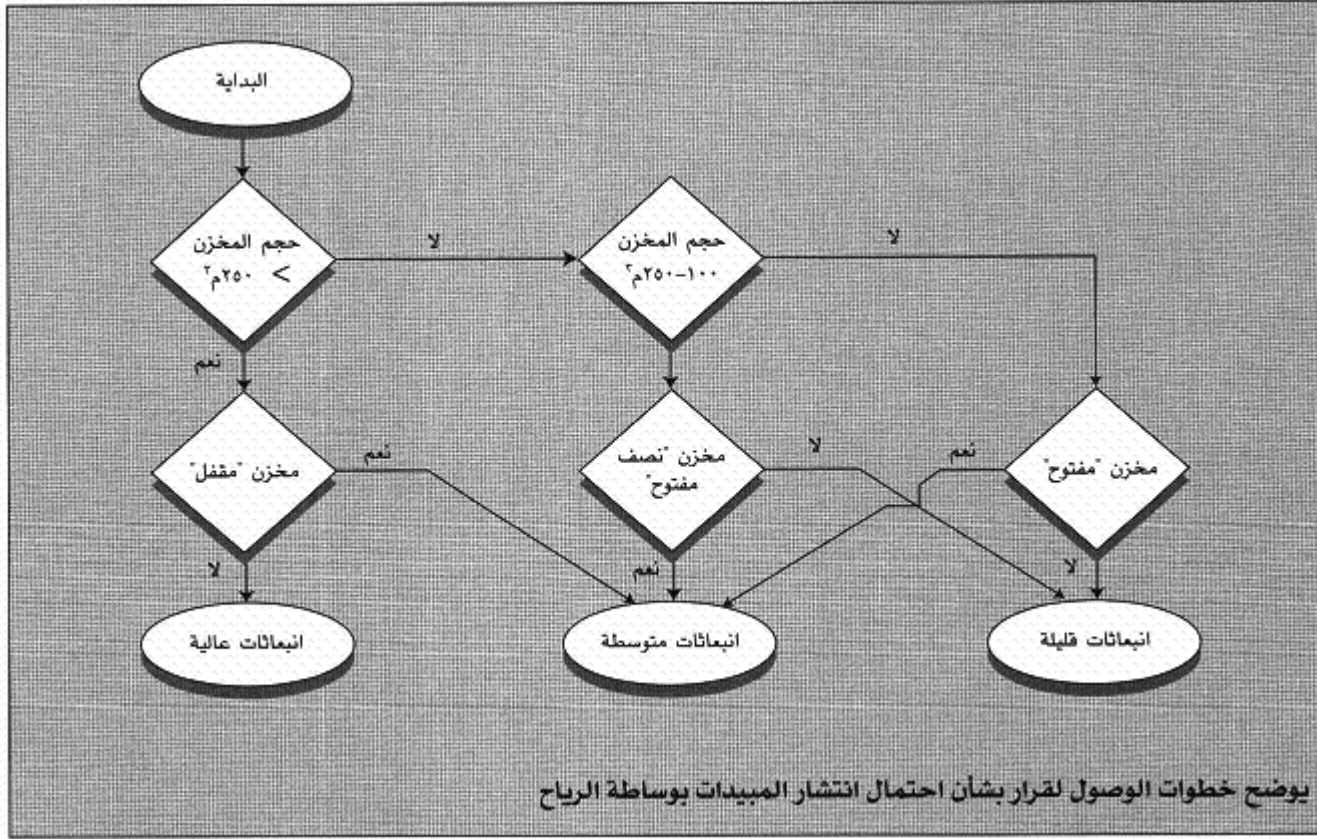 البداية
حجم المخزن
> ٢٥٠م٣
لا
حجم المخزن
١٠٠-٢٥٠م٣
لا
نعم
مخزن "مقفل"
نعم
مخزن "نصف
مفتوح"
لا
مخزن "مفتوح"
نعم
لا
نعم
لا
انبعاثات عالية
انبعاثات متوسطة
انبعاثات قليلة
يوضح خطوات الوصول لقرار بشأن احتمال انتشار المبيدات بوساطة الرياح